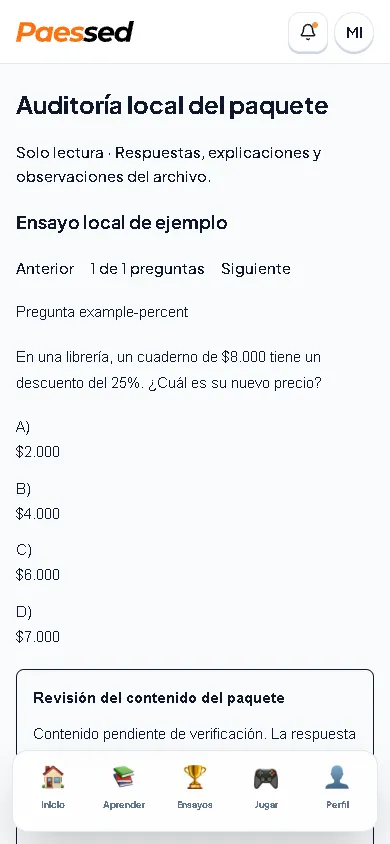 Paessed
MI
Auditoría local del paquete
Solo lectura · Respuestas, explicaciones y
observaciones del archivo.
Ensayo local de ejemplo
Anterior 1 de 1 preguntas Siguiente
Pregunta example-percent
En una librería, un cuaderno de $8.000 tiene un
descuento del 25%. ¿Cuál es su nuevo precio?
A)
$2.000
B)
$4.000
C)
$6.000
D)
$7.000
Revisión del contenido del paquete
Contenido pendiente de verificación. La respuesta
Inicio Aprender Ensayos Jugar Perfil